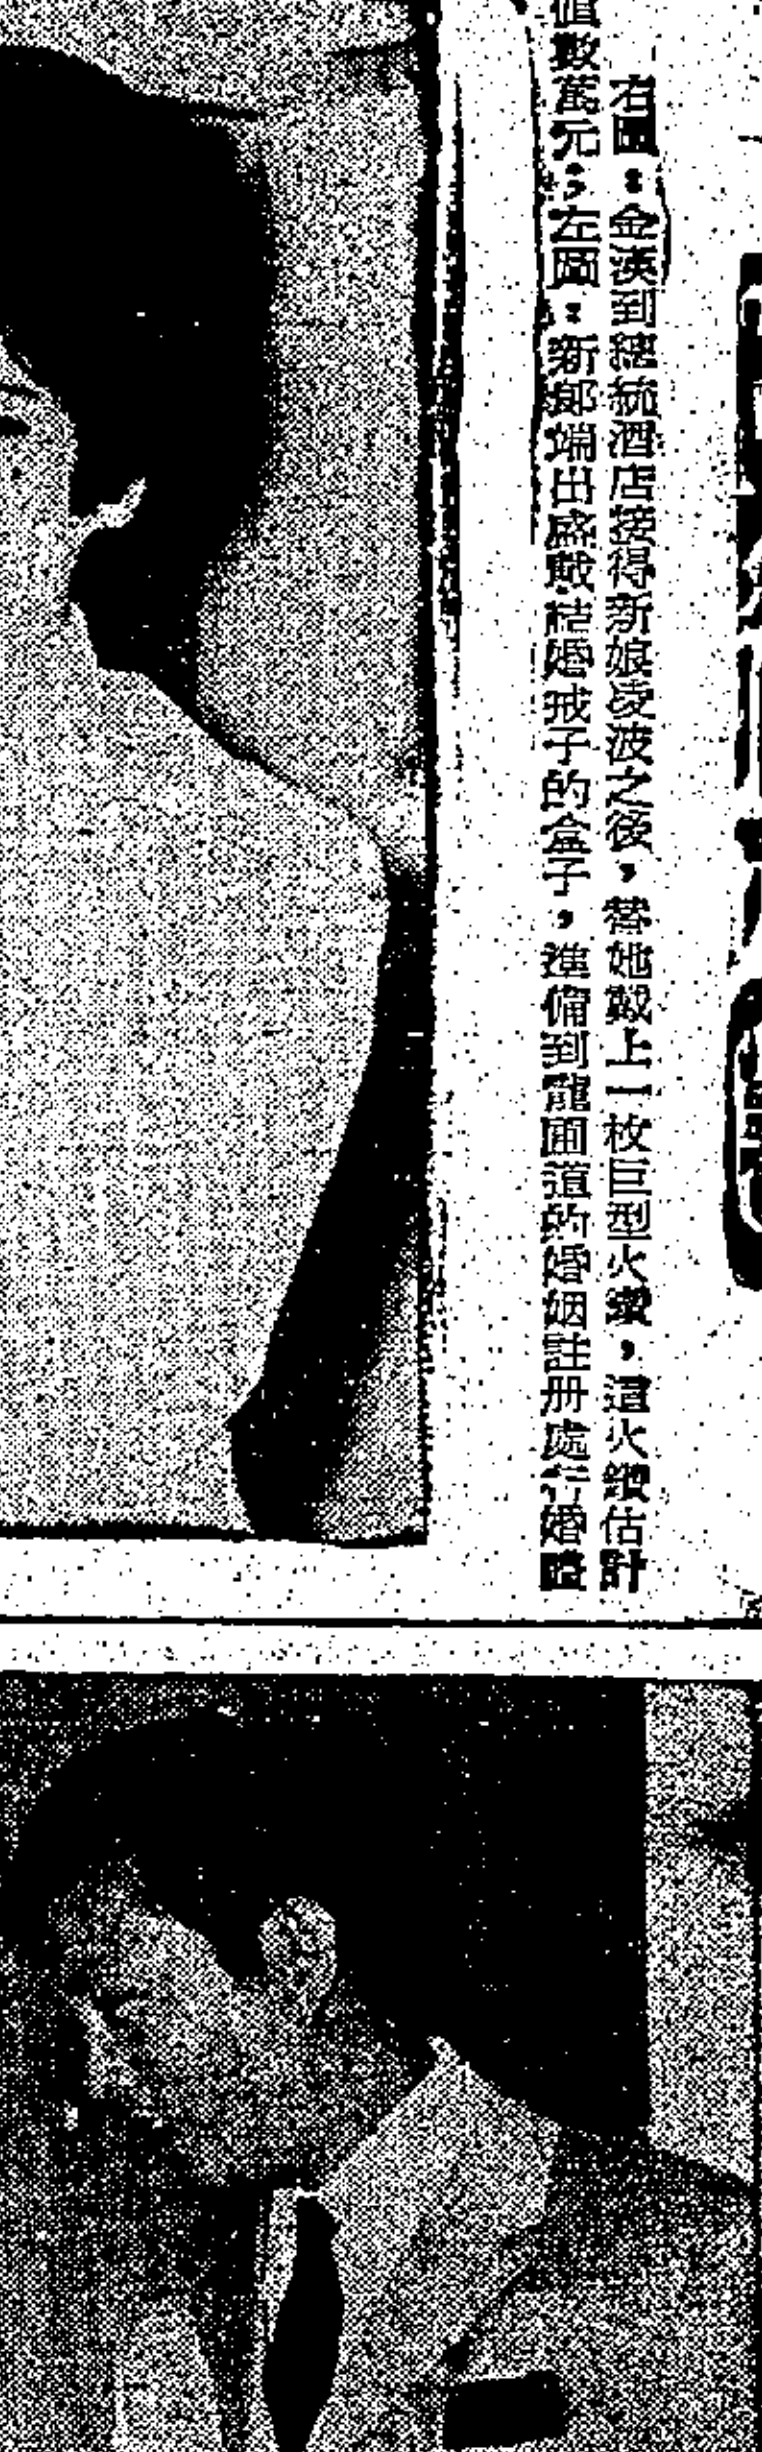 右圖：金漢到總統酒店接得新娘凌波之後，替她戴上一枚巨型火鑽，這火鑽估計
值數萬元；左圖：新郎端出盛戴結婚戒子的盒子，準備到龍圃道的婚姻註册處行婚禮